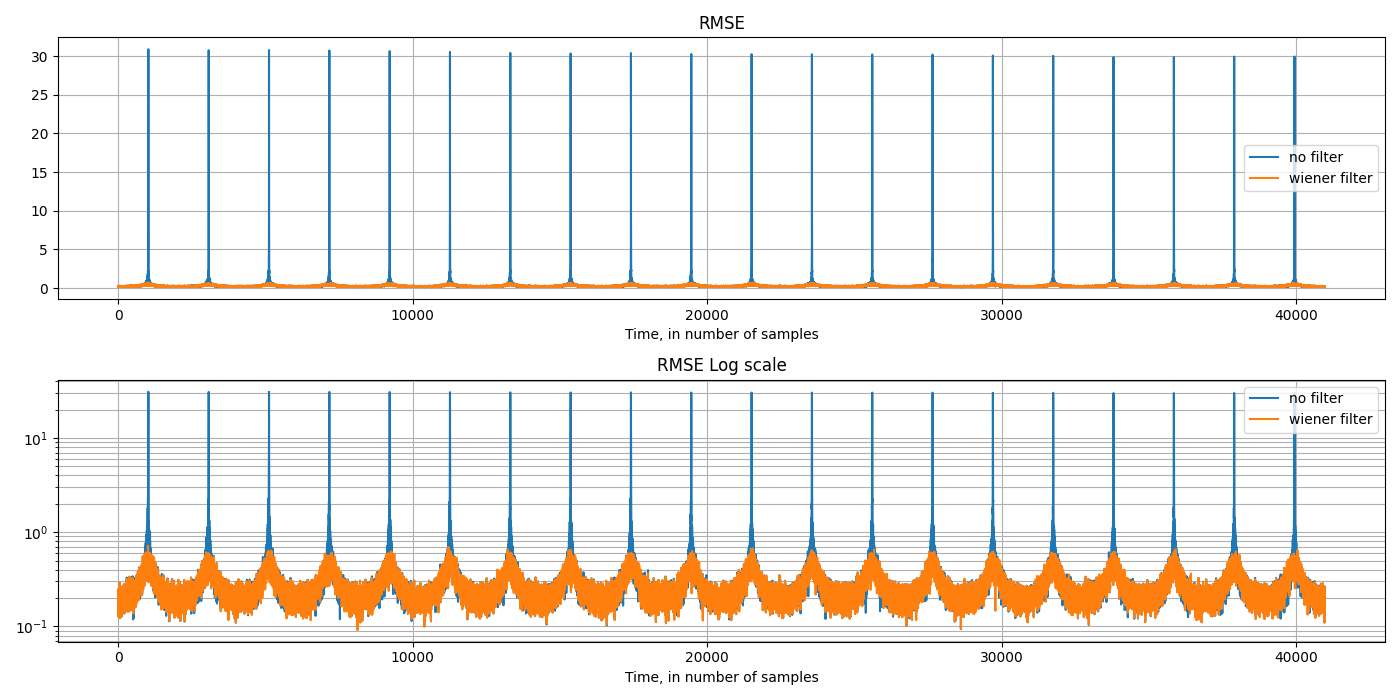 RMSE
30
25
20
15
10
5
0
no filter
wiener filter
0 10000 20000 30000 40000
Time, in number of samples
RMSE Log scale
10¹
10⁰
10⁻¹
no filter
wiener filter
0 10000 20000 30000 40000
Time, in number of samples